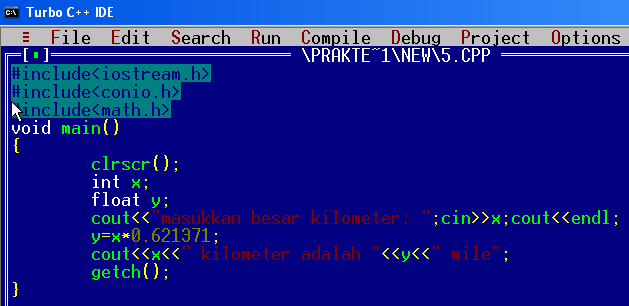 Turbo C++ IDE
≡ File Edit Search Run Compile Debug Project Options
[■] \PRAKTE~1\NEW\5.CPP
#include<iostream.h>
#include<conio.h>
#include<math.h>
void main()
{
clrscr();
int x;
float y;
cout<<"masukkan besar kilometer: ";cin>>x;cout<<endl;
y=x*0.621371;
cout<<x<<" kilometer adalah "<<y<<" mile";
getch();
}